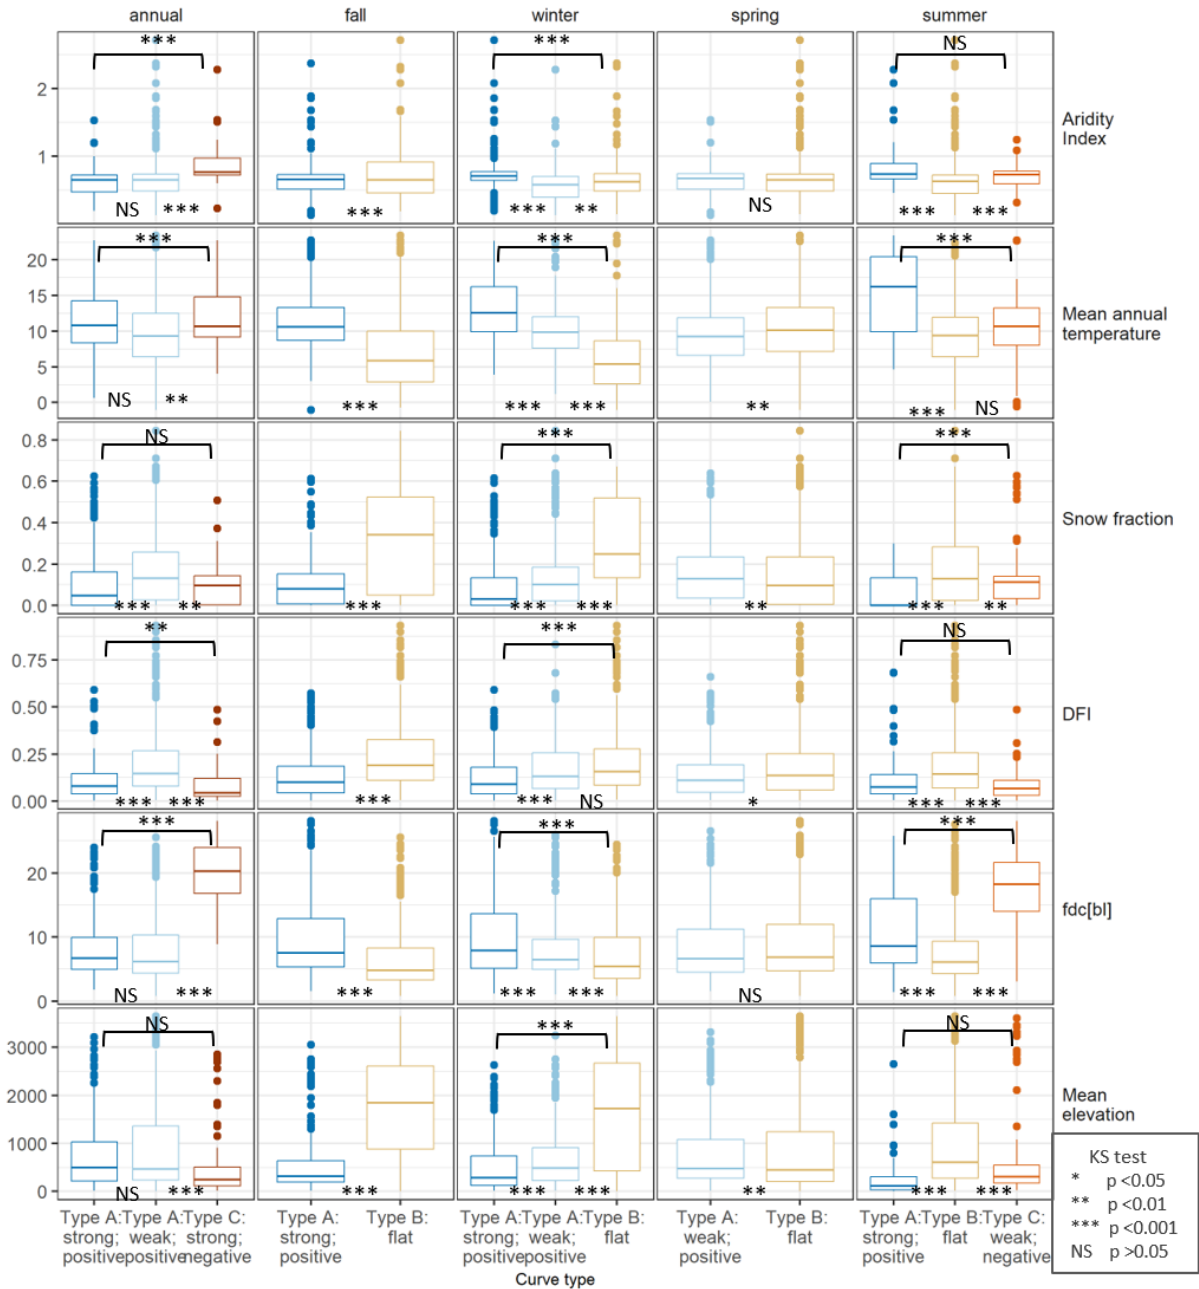 annual fall winter spring summer
*** *** NS
2
1
Aridity
Index
NS *** *** *** ** NS *** ***
*** *** ***
20
15
10
5
0
Mean annual
temperature
NS ** *** *** *** ** *** NS
NS *** ***
0.8
0.6
0.4
0.2
0.0
Snow fraction
*** ** *** *** *** ** *** **
** *** NS
0.75
0.50
0.25
0.00
DFI
*** *** *** *** NS * *** ***
*** *** ***
20
10
0
fdc[bl]
NS *** *** *** *** NS *** ***
NS *** NS
3000
2000
1000
0
Mean
elevation
NS *** *** *** *** ** *** ***
KS test
* p <0.05
** p <0.01
*** p <0.001
NS p >0.05
Type A: Type A: Type C: Type A: Type B: Type A: Type A: Type B: Type A: Type B: Type A: Type B: Type C:
strong; weak; strong; strong; flat strong; weak; flat weak; flat strong; flat weak;
positive positive negative positive positive positive positive positive negative
Curve type